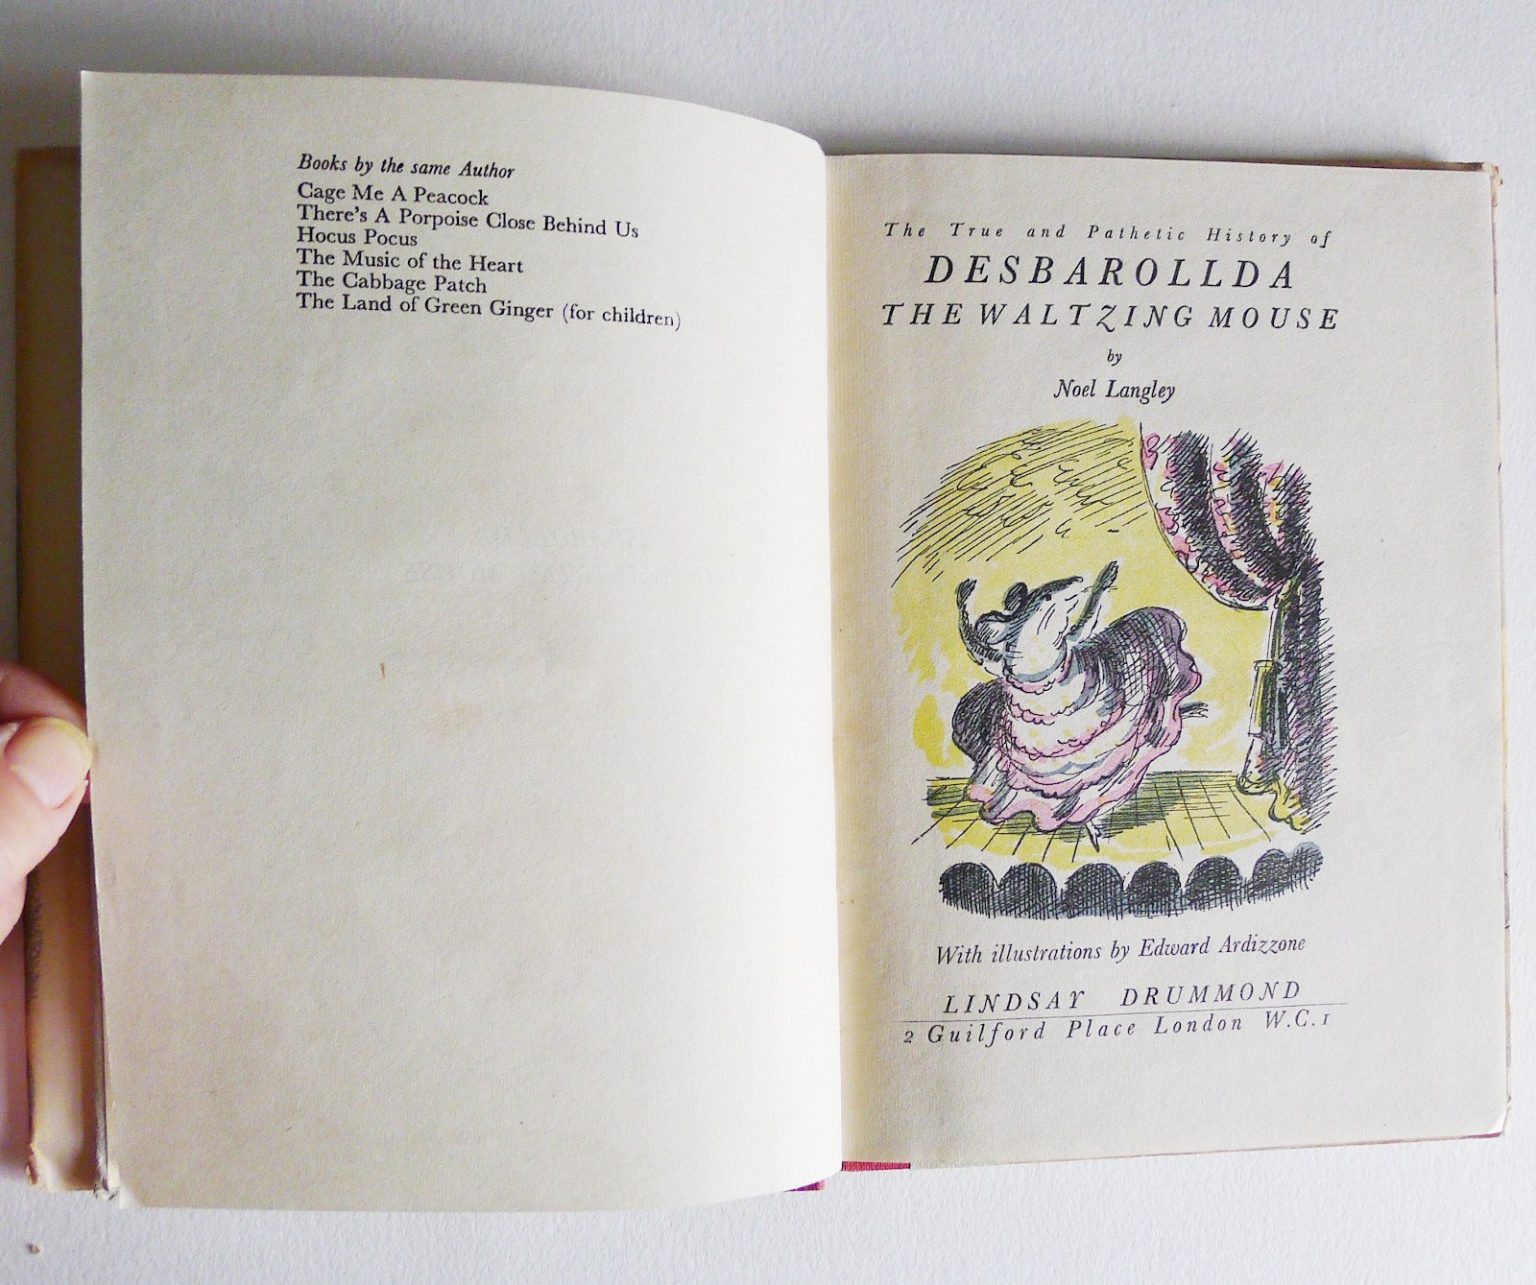 Books by the same Author
Cage Me A Peacock
There's A Porpoise Close Behind Us
Hocus Pocus
The Music of the Heart
The Cabbage Patch
The Land of Green Ginger (for children)
The True and Pathetic History of
DESBAROLLDA
THE WALTZING MOUSE
by
Noel Langley
With illustrations by Edward Ardizzone
LINDSAY DRUMMOND
2 Guilford Place London W.C.1